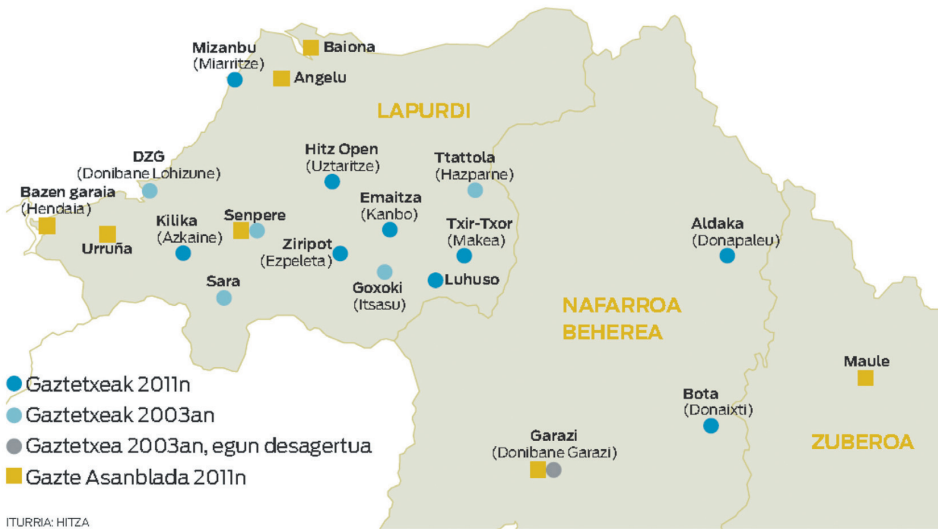 Mizanbu
(Miarritze)
Baiona
Angelu
LAPURDI
DZG
(Donibane Lohizune)
Hitz Open
(Uztaritze)
Ttattola
(Hazparne)
Bazen garaia
(Hendaia)
Urruña
Kilika
(Azkaine)
Senpere
Emaitza
(Kanbo)
Txir-Txor
(Makea)
Ziripot
(Ezpeleta)
Sara
Goxoki
(Itsasu)
Luhuso
Aldaka
(Donapaleu)
NAFARROA
BEHEREA
Maule
Bota
(Donaixti)
Garazi
(Donibane Garazi)
ZUBEROA
Gaztetxeak 2011n
Gaztetxeak 2003an
Gaztetxea 2003an, egun desagertua
Gazte Asanblada 2011n
ITURRIA: HITZA